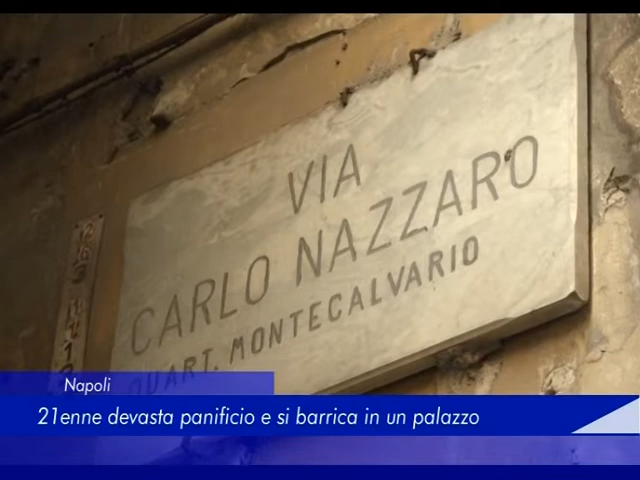 VIA
CARLO NAZZARO
QUART. MONTECALVARIO
Napoli
21enne devasta panificio e si barrica in un palazzo